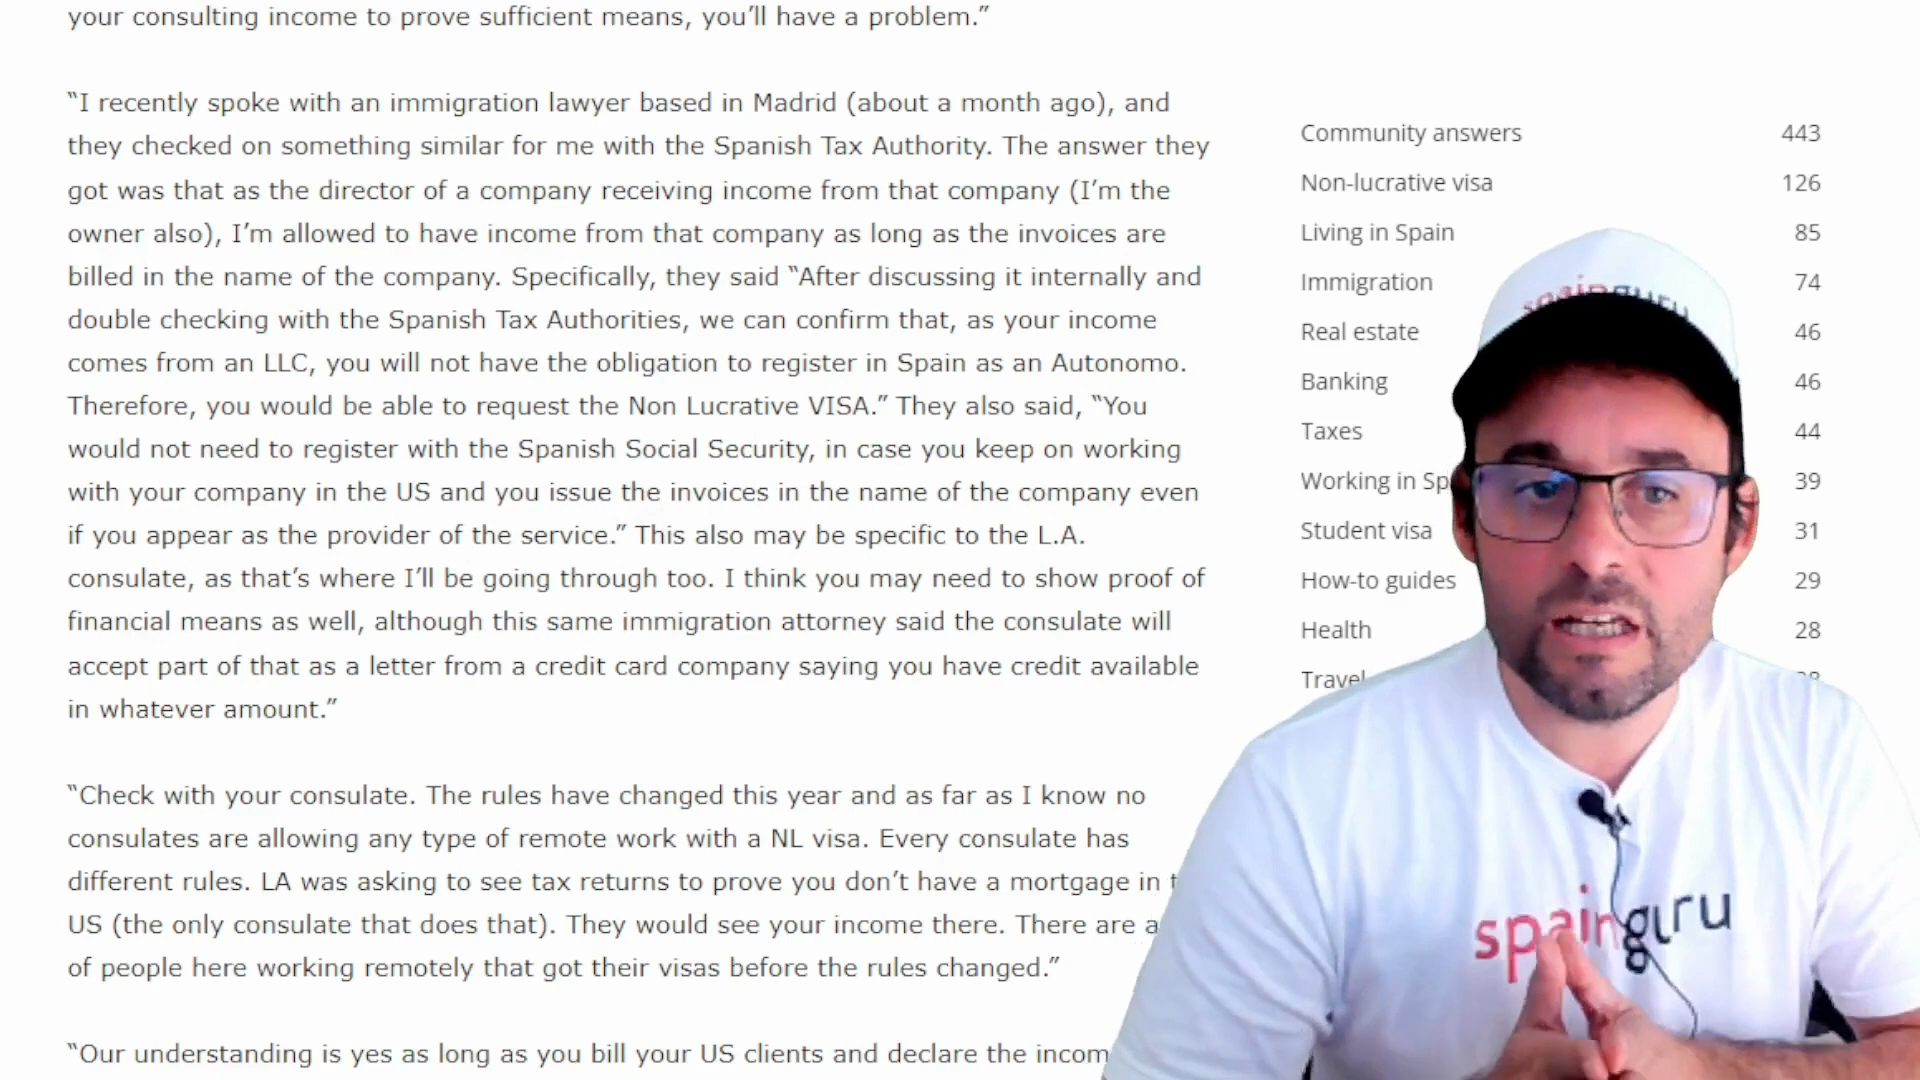 your consulting income to prove sufficient means, you’ll have a problem.”
“I recently spoke with an immigration lawyer based in Madrid (about a month ago), and
they checked on something similar for me with the Spanish Tax Authority. The answer they
got was that as the director of a company receiving income from that company (I’m the
owner also), I’m allowed to have income from that company as long as the invoices are
billed in the name of the company. Specifically, they said “After discussing it internally and
double checking with the Spanish Tax Authorities, we can confirm that, as your income
comes from an LLC, you will not have the obligation to register in Spain as an Autonomo.
Therefore, you would be able to request the Non Lucrative VISA.” They also said, “You
would not need to register with the Spanish Social Security, in case you keep on working
with your company in the US and you issue the invoices in the name of the company even
if you appear as the provider of the service.” This also may be specific to the L.A.
consulate, as that’s where I’ll be going through too. I think you may need to show proof of
financial means as well, although this same immigration attorney said the consulate will
accept part of that as a letter from a credit card company saying you have credit available
in whatever amount.”
“Check with your consulate. The rules have changed this year and as far as I know no
consulates are allowing any type of remote work with a NL visa. Every consulate has
different rules. LA was asking to see tax returns to prove you don’t have a mortgage in
US (the only consulate that does that). They would see your income there. There are a
of people here working remotely that got their visas before the rules changed.”
“Our understanding is yes as long as you bill your US clients and declare the incom
Community answers 443
Non-lucrative visa 126
Living in Spain 85
Immigration 74
Real estate 46
Banking 46
Taxes 44
Working in Sp 39
Student visa 31
How-to guides 29
Health 28
Travel
spainguru
spainguru